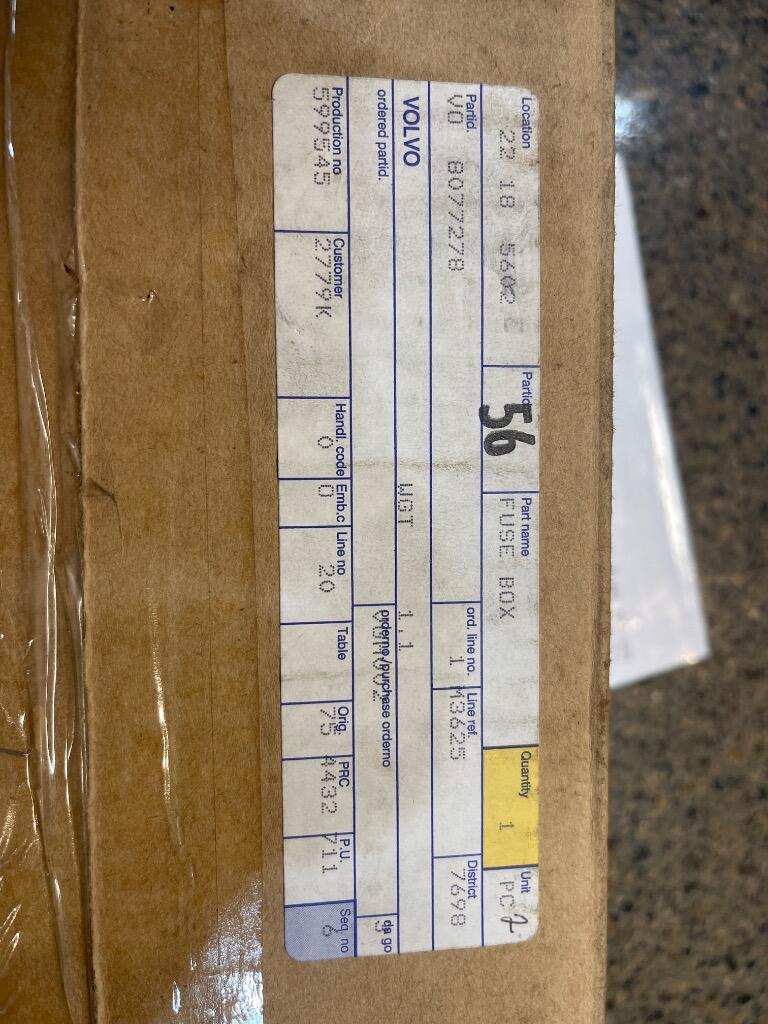 Location Partid Part name Quantity Unit
22 18 56 FUSE BOX 1 PC 2
Partid. ord. line no. Line ref. District
VO 8077278 1 M3625 7698
VOLVO WGT 1.1
ordered partid. orderno/purchase orderno
Production no Customer Handl. code Emb.c Line no Table Orig. PRC P.U. Seq. no
599545 2779K 0 0 20 75 4432 711 6